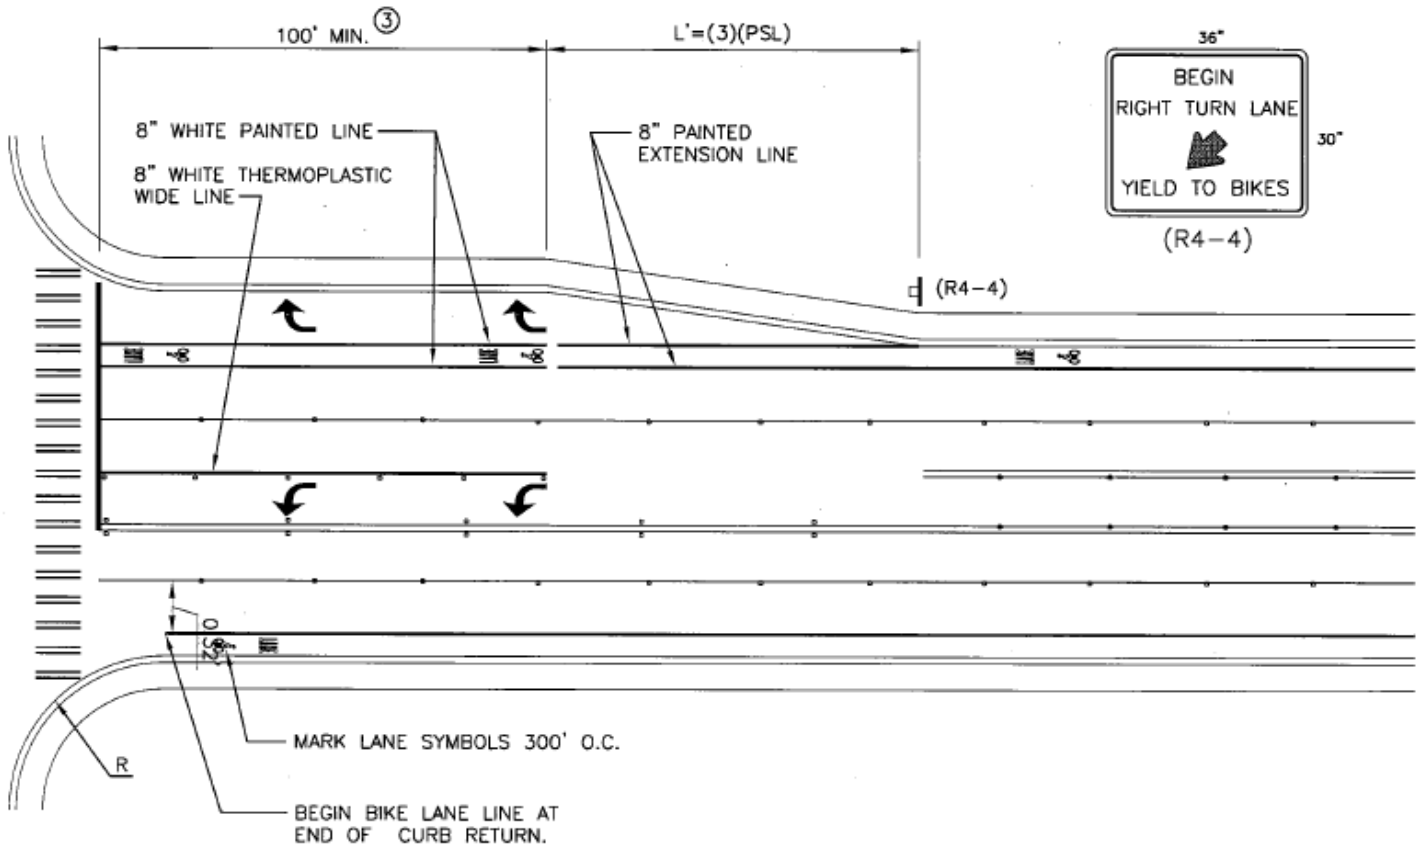 100' MIN. ③
L'=(3)(PSL)
36"
BEGIN
RIGHT TURN LANE
YIELD TO BIKES
30"
(R4-4)
8" WHITE PAINTED LINE
8" WHITE THERMOPLASTIC
WIDE LINE
8" PAINTED
EXTENSION LINE
(R4-4)
R
MARK LANE SYMBOLS 300' O.C.
BEGIN BIKE LANE LINE AT
END OF CURB RETURN.